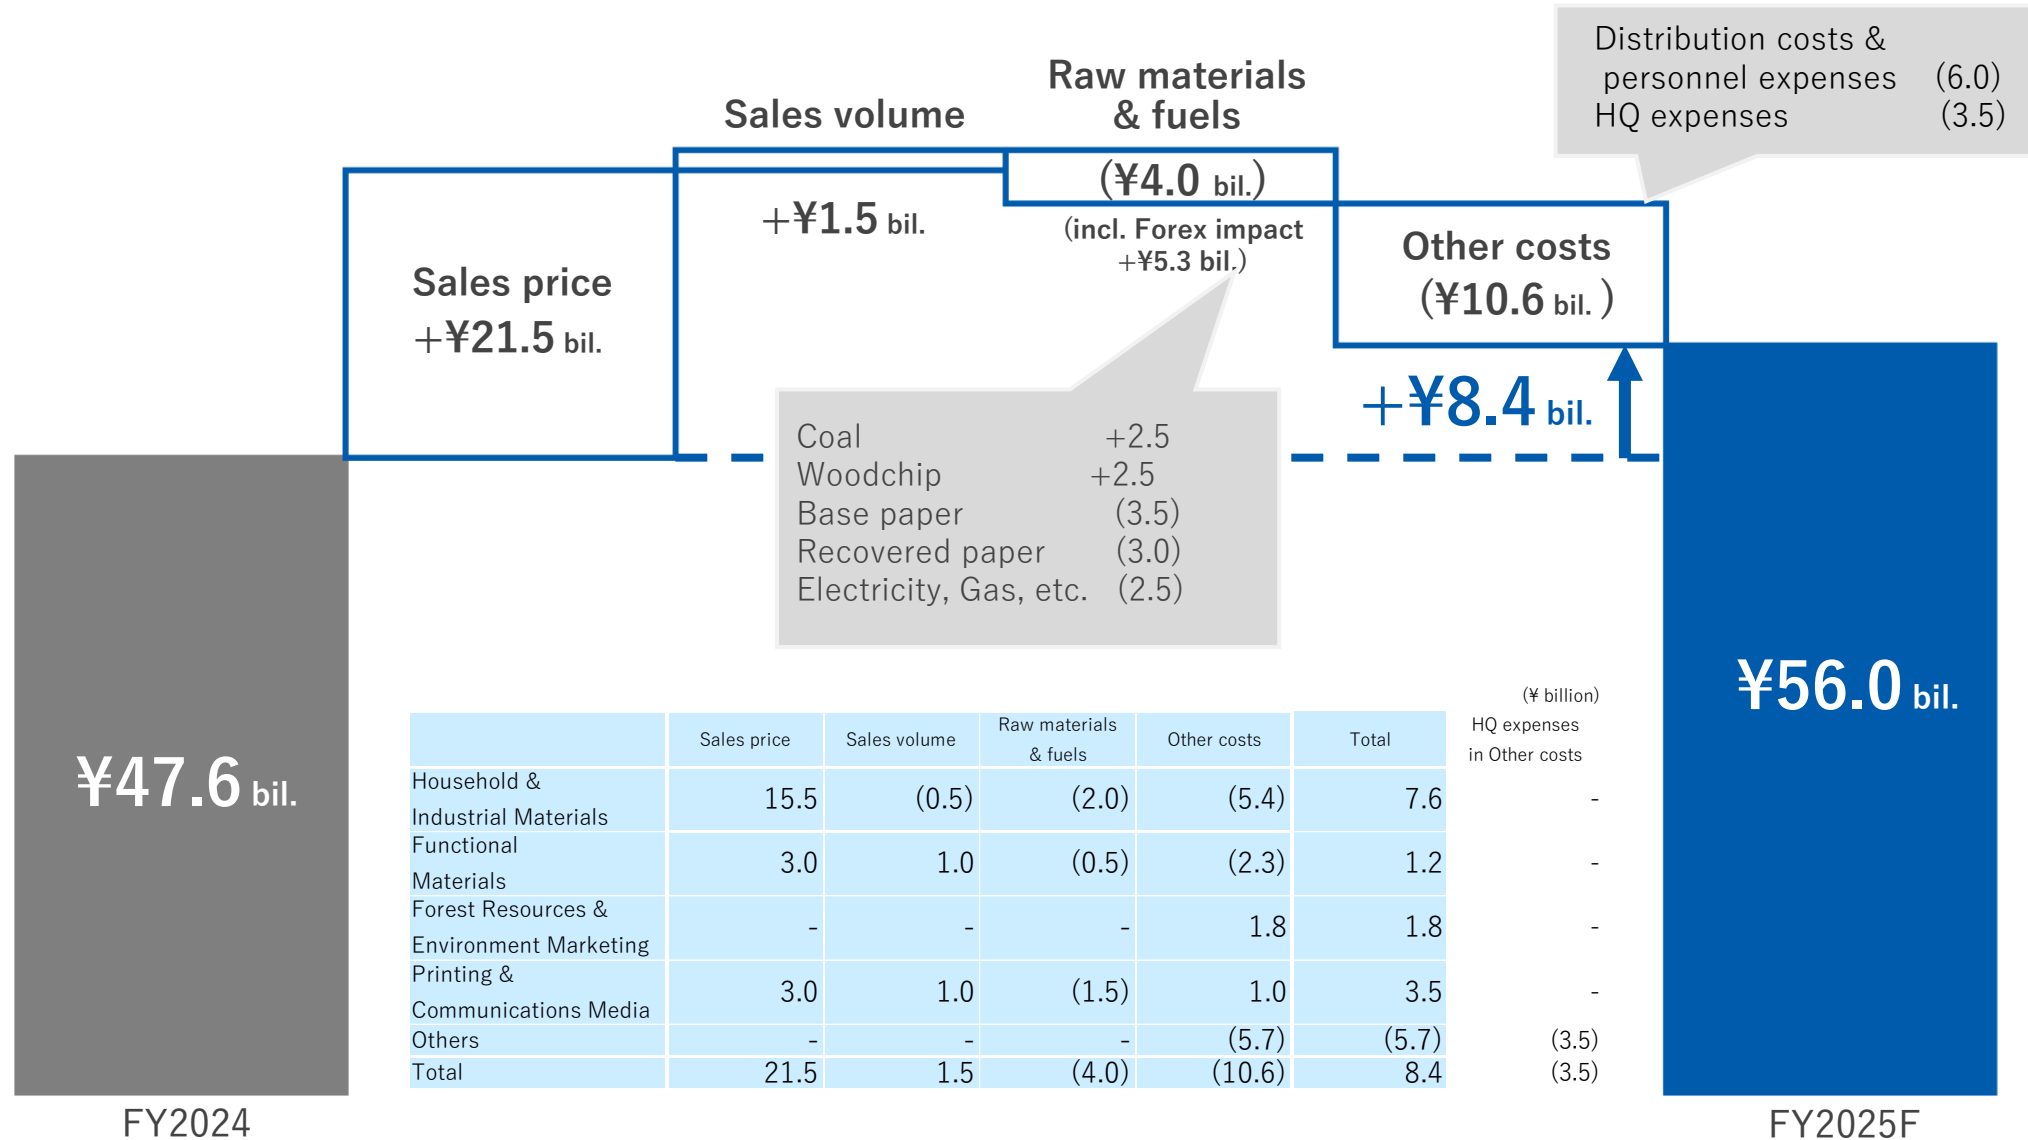 Distribution costs &
personnel expenses (6.0)
HQ expenses (3.5)
Raw materials
& fuels
Sales volume
(¥4.0 bil.)
+¥1.5 bil.
(incl. Forex impact
+¥5.3 bil.)
Other costs
(¥10.6 bil. )
Sales price
+¥21.5 bil.
+¥8.4 bil.
Coal +2.5
Woodchip +2.5
Base paper (3.5)
Recovered paper (3.0)
Electricity, Gas, etc. (2.5)
¥47.6 bil.
¥56.0 bil.
(¥ billion)
Sales price Sales volume Raw materials
& fuels Other costs Total HQ expenses
in Other costs
Household &
Industrial Materials 15.5 (0.5) (2.0) (5.4) 7.6 -
Functional
Materials 3.0 1.0 (0.5) (2.3) 1.2 -
Forest Resources &
Environment Marketing - - - 1.8 1.8 -
Printing &
Communications Media 3.0 1.0 (1.5) 1.0 3.5 -
Others - - - (5.7) (5.7) (3.5)
Total 21.5 1.5 (4.0) (10.6) 8.4 (3.5)
FY2024
FY2025F